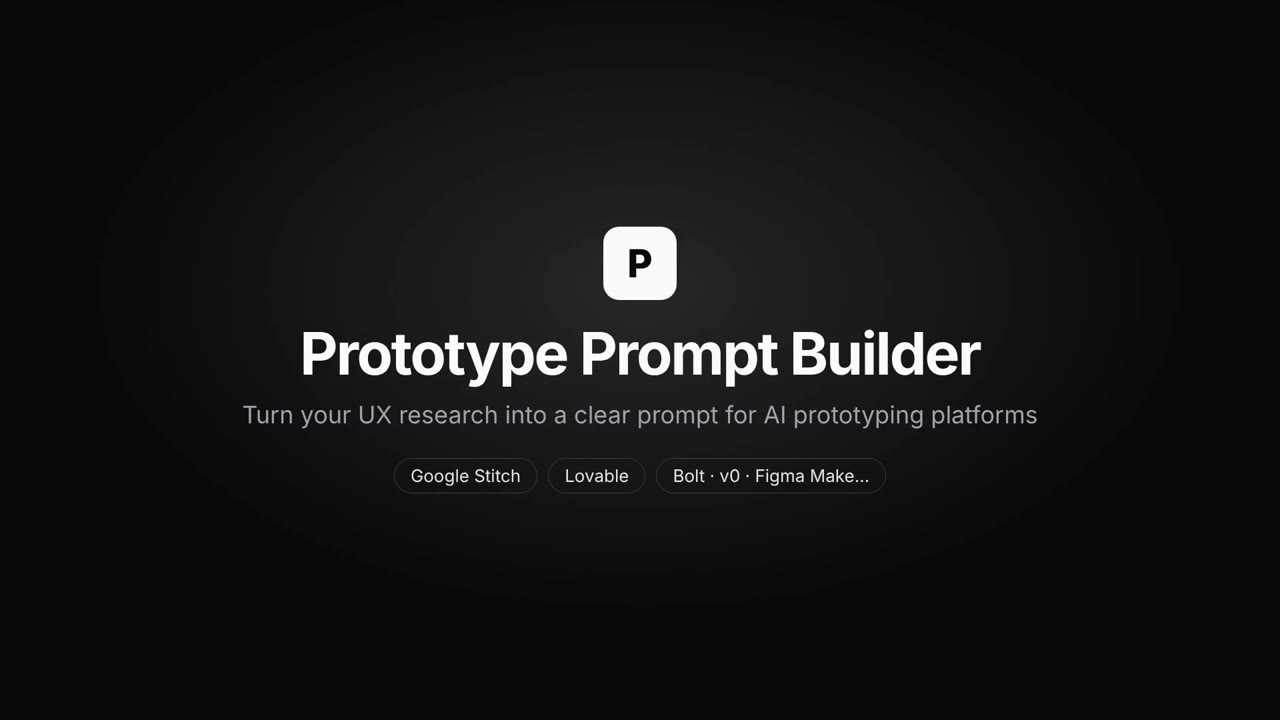 P
Prototype Prompt Builder
Turn your UX research into a clear prompt for AI prototyping platforms
Google Stitch
Lovable
Bolt · v0 · Figma Make...